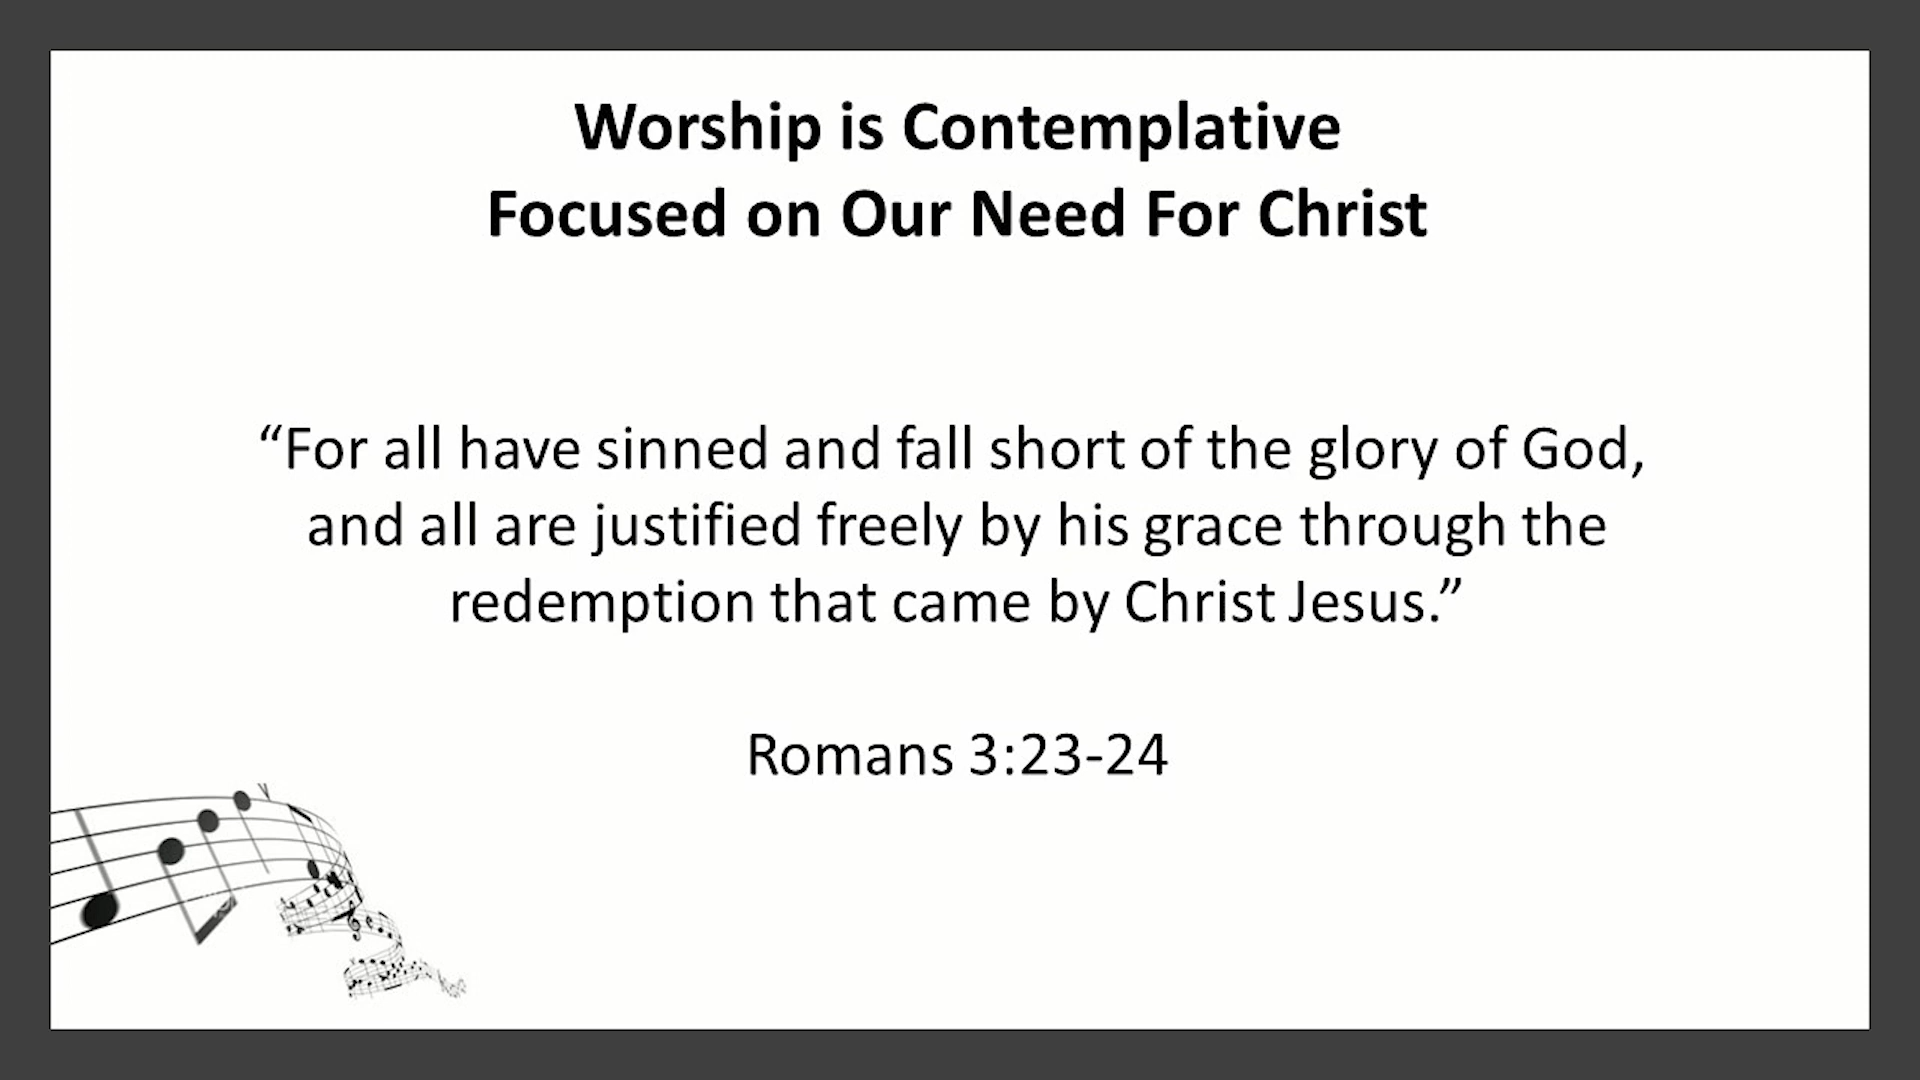 Worship is Contemplative
Focused on Our Need For Christ
“For all have sinned and fall short of the glory of God,
and all are justified freely by his grace through the
redemption that came by Christ Jesus.”
Romans 3:23-24